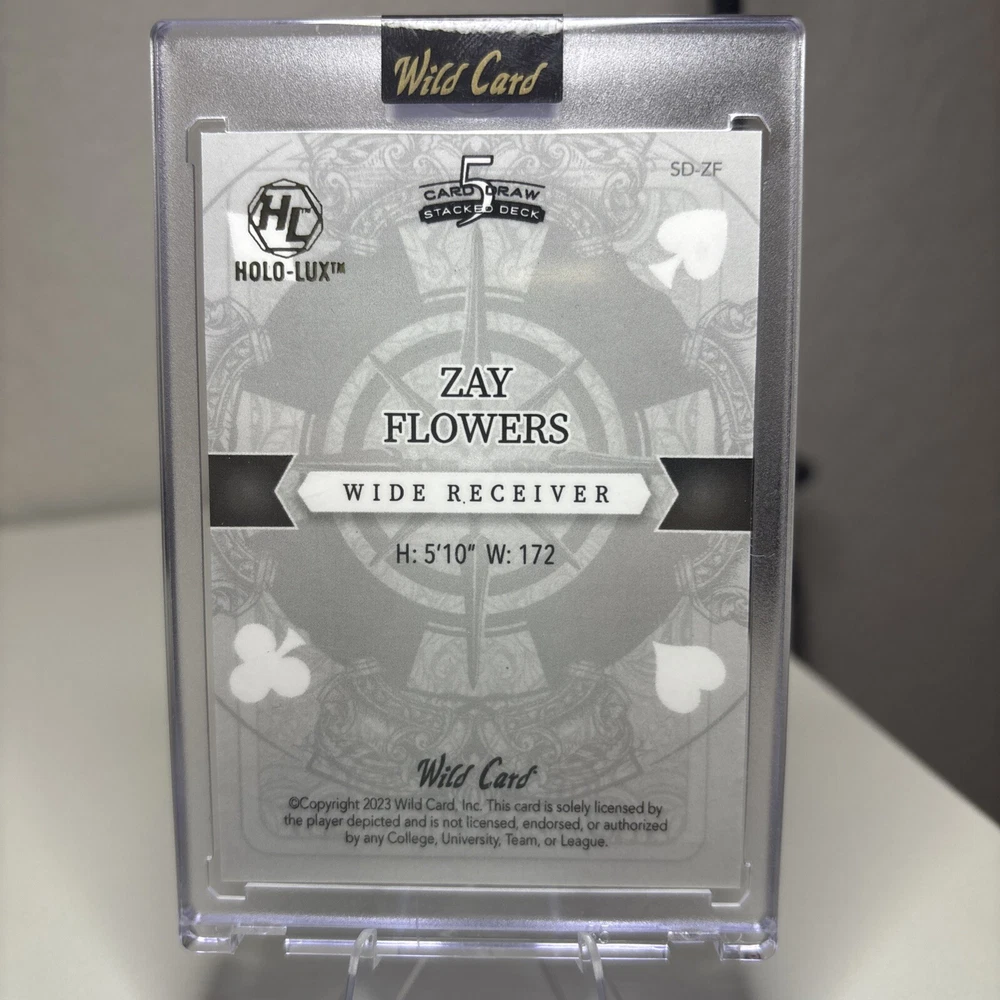 Wild Card
SD-ZF
HL™
HOLO-LUX™
5
CARD DRAW
STACKED DECK
ZAY
FLOWERS
WIDE RECEIVER
H: 5'10" W: 172
Wild Card
©Copyright 2023 Wild Card, Inc. This card is solely licensed by
the player depicted and is not licensed, endorsed, or authorized
by any College, University, Team, or League.